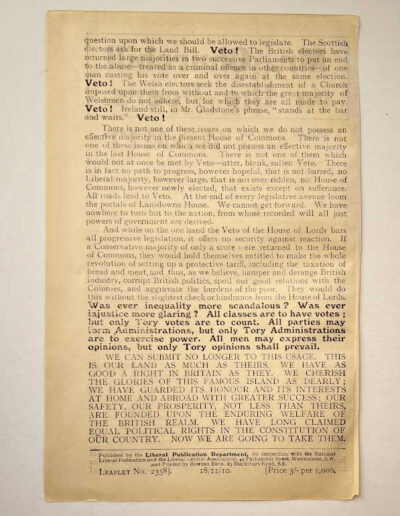 question upon which we should be allowed to legislate. The Scottish
electors ask for the Land Bill. Veto! The British electors have
returned large majorities in two successive Parliaments to put an end
to the abuse—treated as a criminal offence in other countries—of one
man casting his vote over and over again at the same election.
Veto! The Welsh electors seek the disestablishment of a Church
imposed upon them from without and to which the great majority of
Welshmen do not adhere, but for which they are all made to pay.
Veto! Ireland still, in Mr. Gladstone's phrase, "stands at the bar
and waits." Veto!
There is not one of these issues on which we do not possess an
effective majority in the present House of Commons. There is not
one of these issues on which we did not possess an effective majority
in the last House of Commons. There is not one of them which
would not at once be met by Veto—utter, blank, sullen Veto. There
is in fact no path to progress, however hopeful, that is not barred, no
Liberal majority, however large, that is not over-ridden, no House of
Commons, however newly elected, that exists except on sufferance.
All roads lead to Veto. At the end of every legislative avenue loom
the portals of Lansdowne House. We cannot get forward. We have
nowhere to turn but to the nation, from whose recorded will all just
powers of government are derived.
And while on the one hand the Veto of the House of Lords bars
all progressive legislation, it offers no security against reaction. If
a Conservative majority of only a score were returned to the House
of Commons, they would hold themselves entitled to make the whole
revolution of setting up a protective tariff, including the taxation of
bread and meat, and thus, as we believe, hamper and derange British
industry, corrupt British politics, spoil our good relations with the
Colonies, and aggravate the burdens of the poor. They would do
this without the slightest check or hindrance from the House of Lords.
Was ever inequality more scandalous? Was ever
injustice more glaring? All classes are to have votes;
but only Tory votes are to count. All parties may
form Administrations, but only Tory Administrations
are to exercise power. All men may express their
opinions, but only Tory opinions shall prevail.
WE CAN SUBMIT NO LONGER TO THIS USAGE. THIS
IS OUR LAND AS MUCH AS THEIRS. WE HAVE AS
GOOD A RIGHT IN BRITAIN AS THEY. WE CHERISH
THE GLORIES OF THIS FAMOUS ISLAND AS DEARLY;
WE HAVE GUARDED ITS HONOUR AND ITS INTERESTS
AT HOME AND ABROAD WITH GREATER SUCCESS; OUR
SAFETY, OUR PROSPERITY, NOT LESS THAN THEIRS,
ARE FOUNDED UPON THE ENDURING WELFARE OF
THE BRITISH REALM. WE HAVE LONG CLAIMED
EQUAL POLITICAL RIGHTS IN THE CONSTITUTION OF
OUR COUNTRY. NOW WE ARE GOING TO TAKE THEM.
Published by the Liberal Publication Department, (in connection with the National
Liberal Federation and the Liberal Central Association), 42 Parliament Street, Westminster, S.W.
and Printed by Bowers Bros., 89 Blackfriars Road, S.E.
LEAFLET No. 2358]. 18/11/10. [Price 3/- per 1,000.